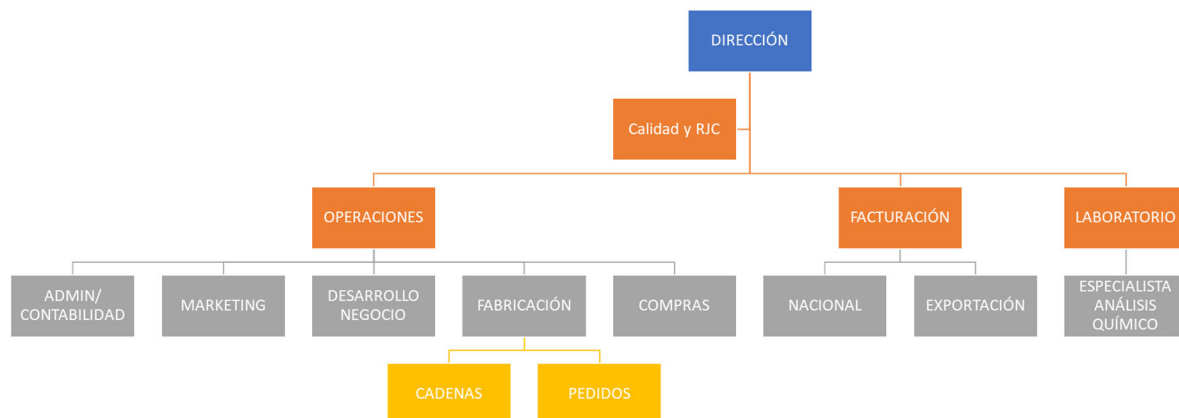 DIRECCIÓN
Calidad y RJC
OPERACIONES
FACTURACIÓN
LABORATORIO
ADMIN/
CONTABILIDAD
MARKETING
DESARROLLO
NEGOCIO
FABRICACIÓN
COMPRAS
NACIONAL
EXPORTACIÓN
ESPECIALISTA
ANÁLISIS
QUÍMICO
CADENAS
PEDIDOS